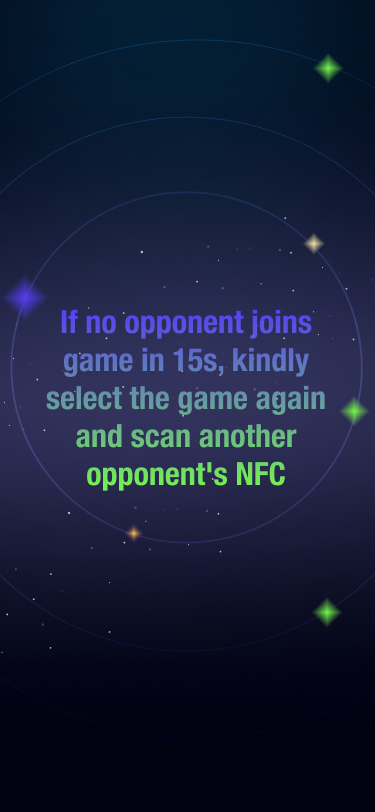 If no opponent joins
game in 15s, kindly
select the game again
and scan another
opponent's NFC